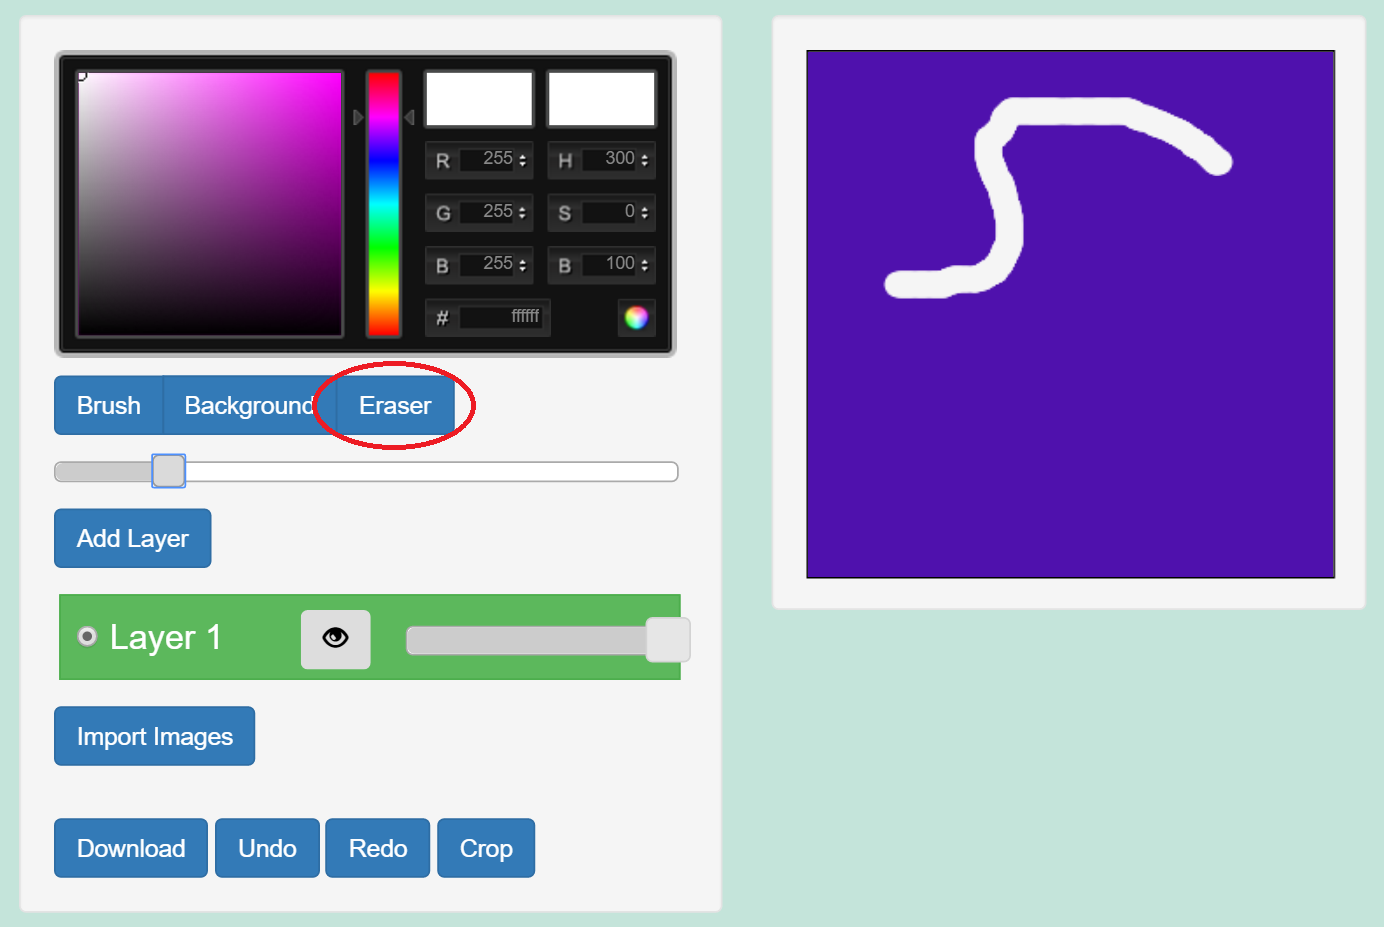 R 255 H 300
G 255 S 0
B 255 B 100
# ffffff
Brush Background Eraser
Add Layer
Layer 1
Import Images
Download Undo Redo Crop